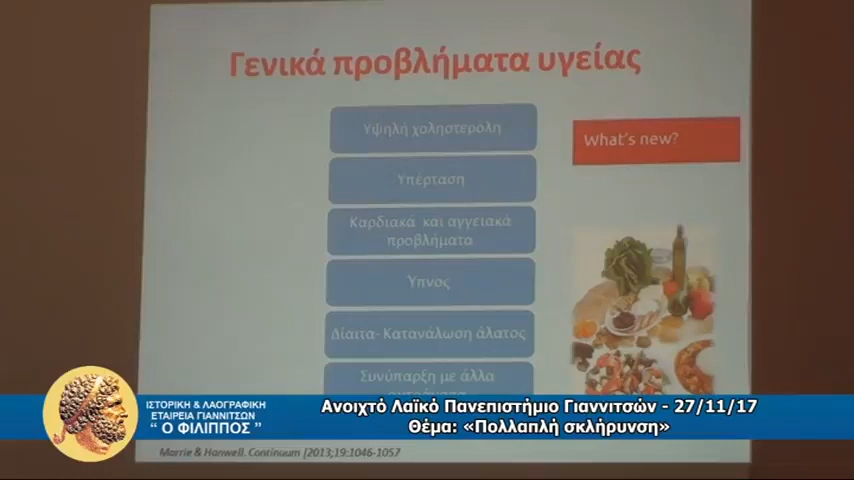 Γενικά προβλήματα υγείας
Υψηλή χοληστερόλη
What's new?
Υπέρταση
Καρδιακά και αγγειακά
προβλήματα
Ύπνος
Δίαιτα- Κατανάλωση άλατος
Συνύπαρξη με άλλα
ΙΣΤΟΡΙΚΗ & ΛΑΟΓΡΑΦΙΚΗ
ΕΤΑΙΡΕΙΑ ΓΙΑΝΝΙΤΣΩΝ
“ Ο ΦΙΛΙΠΠΟΣ ”
Ανοιχτό Λαϊκό Πανεπιστήμιο Γιαννιτσών - 27/11/17
Θέμα: «Πολλαπλή σκλήρυνση»
Marrie & Hanwell. Continuum (2013;19:1046-1057